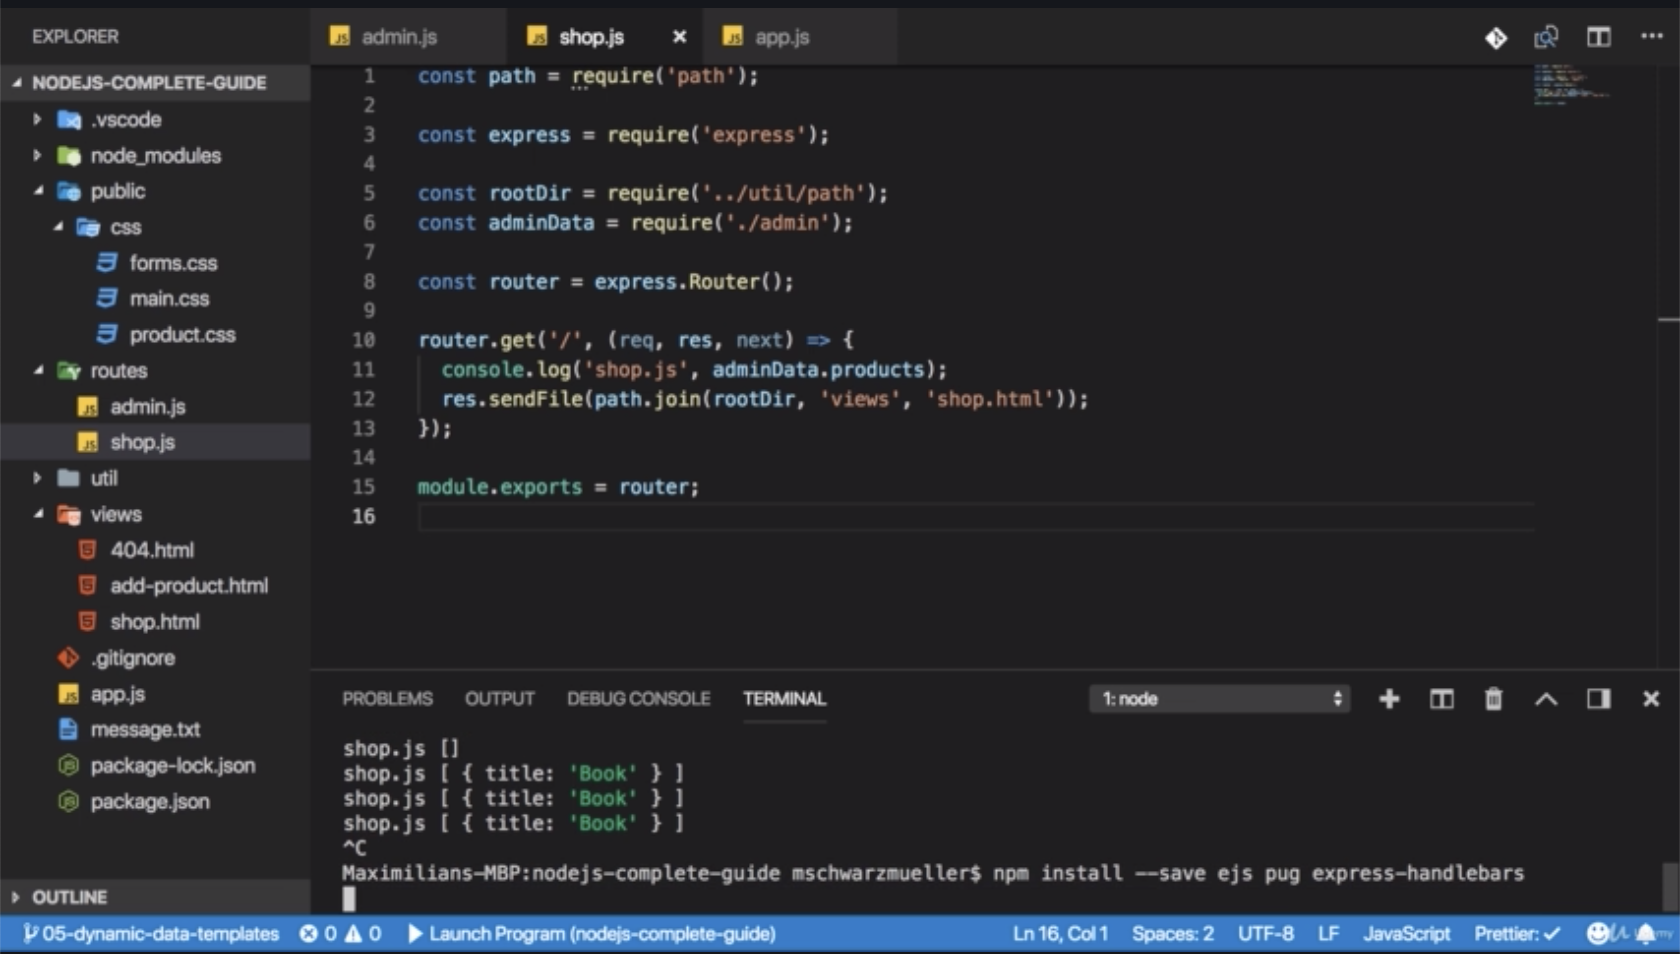 EXPLORER
NODEJS-COMPLETE-GUIDE
.vscode
node_modules
public
css
forms.css
main.css
product.css
routes
admin.js
shop.js
util
views
404.html
add-product.html
shop.html
.gitignore
app.js
message.txt
package-lock.json
package.json
OUTLINE
admin.js shop.js × app.js
1 const path = require('path');
2
3 const express = require('express');
4
5 const rootDir = require('../util/path');
6 const adminData = require('./admin');
7
8 const router = express.Router();
9
10 router.get('/', (req, res, next) => {
11 console.log('shop.js', adminData.products);
12 res.sendFile(path.join(rootDir, 'views', 'shop.html'));
13 });
14
15 module.exports = router;
16
PROBLEMS OUTPUT DEBUG CONSOLE TERMINAL 1: node
shop.js []
shop.js [ { title: 'Book' } ]
shop.js [ { title: 'Book' } ]
shop.js [ { title: 'Book' } ]
^C
Maximilians-MBP:nodejs-complete-guide mschwarzmueller$ npm install --save ejs pug express-handlebars
05-dynamic-data-templates 0 0 Launch Program (nodejs-complete-guide) Ln 16, Col 1 Spaces: 2 UTF-8 LF JavaScript Prettier: ✓